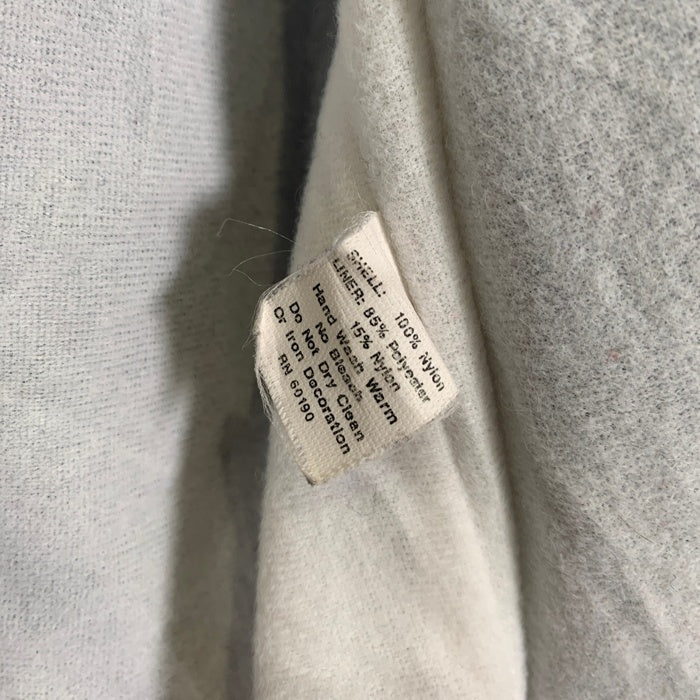 SHELL: 100% Nylon
LINER: 85% Polyester
15% Nylon
Hand Wash Warm
No Bleach
Do Not Dry Clean
Or Iron Decoration
RN 60190